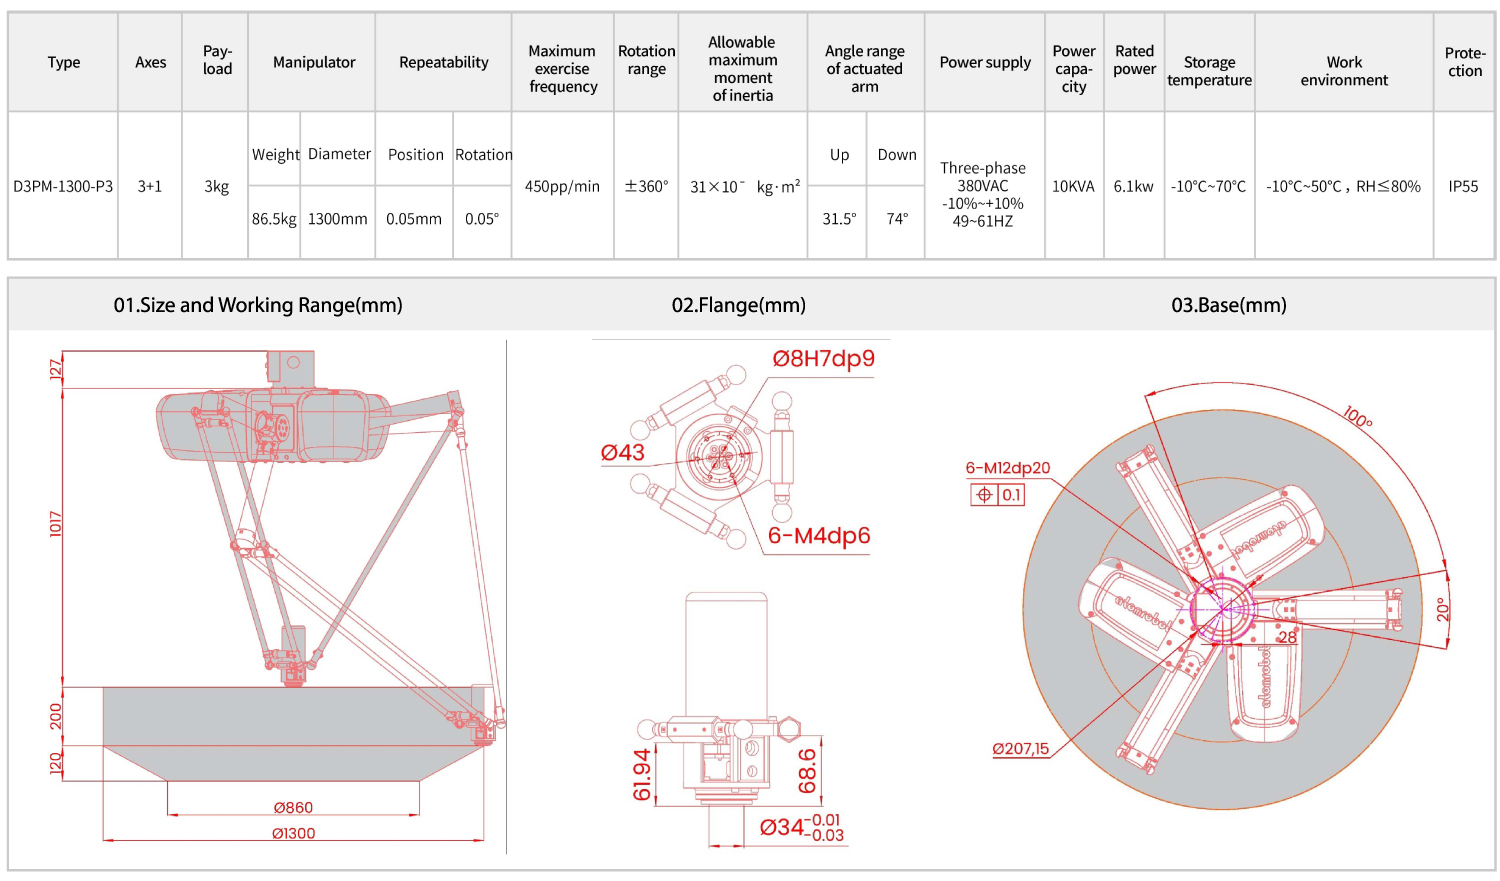 Type
Axes
Pay-
load
Manipulator
Repeatability
Maximum
exercise
frequency
Rotation
range
Allowable
maximum
moment
of inertia
Angle range
of actuated
arm
Power supply
Power
capa-
city
Rated
power
Storage
temperature
Work
environment
Prote-
ction
D3PM-1300-P3
3+1
3kg
Weight
Diameter
Position
Rotation
86.5kg
1300mm
0.05mm
0.05°
450pp/min
±360°
31×10⁻ kg·m²
Up
Down
31.5°
74°
Three-phase
380VAC
-10%~+10%
49~61HZ
10KVA
6.1kw
-10℃~70℃
-10℃~50℃ , RH≤80%
IP55
01.Size and Working Range(mm)
02.Flange(mm)
03.Base(mm)
127
1017
200
120
Ø860
Ø1300
Ø8H7dp9
Ø43
6-M4dp6
61.94
68.6
Ø34 -0.01
-0.03
100°
6-M12dp20
0.1
20°
28
Ø207,15
atomrobot
atomrobot
atomrobot